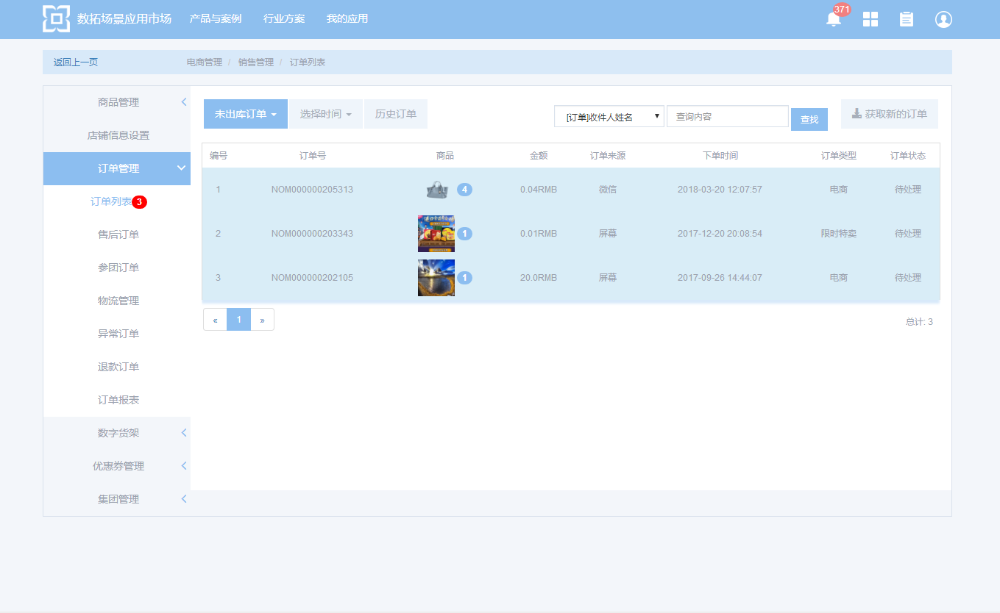 数拓场景应用市场 产品与案例 行业方案 我的应用 371
返回上一页 电商管理 / 销售管理 / 订单列表
商品管理
店铺信息设置
订单管理
订单列表 3
售后订单
参团订单
物流管理
异常订单
退款订单
订单报表
数字货架
优惠券管理
集团管理
未出库订单 选择时间 历史订单 [订单]收件人姓名 查询内容 查找 获取新的订单
编号 订单号 商品 金额 订单来源 下单时间 订单类型 订单状态
1 NOM000000205313 4 0.04RMB 微信 2018-03-20 12:07:57 电商 待处理
2 NOM000000203343 1 0.01RMB 屏幕 2017-12-20 20:08:54 限时特卖 待处理
3 NOM000000202105 1 20.0RMB 屏幕 2017-09-26 14:44:07 电商 待处理
« 1 » 总计: 3